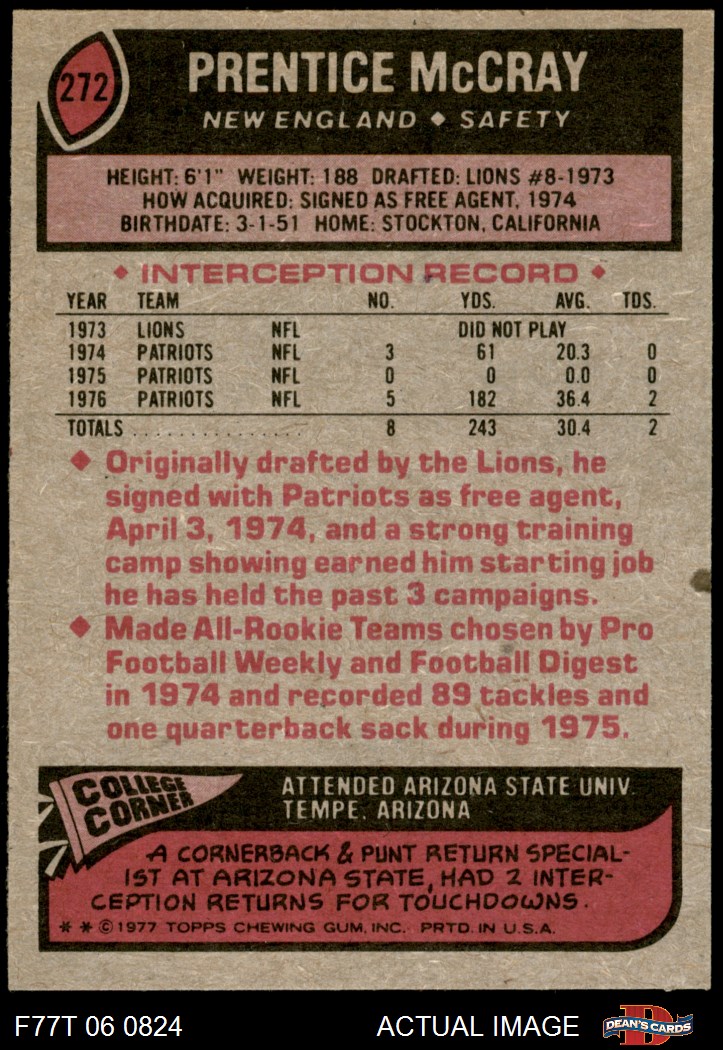 272
PRENTICE McCRAY
NEW ENGLAND ◆ SAFETY
HEIGHT: 6'1" WEIGHT: 188 DRAFTED: LIONS #8-1973
HOW ACQUIRED: SIGNED AS FREE AGENT, 1974
BIRTHDATE: 3-1-51 HOME: STOCKTON, CALIFORNIA
◆ INTERCEPTION RECORD ◆
YEAR TEAM NO. YDS. AVG. TDS.
1973 LIONS NFL DID NOT PLAY
1974 PATRIOTS NFL 3 61 20.3 0
1975 PATRIOTS NFL 0 0 0.0 0
1976 PATRIOTS NFL 5 182 36.4 2
TOTALS . . . . . . . . . . . . . . . . 8 243 30.4 2
◆ Originally drafted by the Lions, he
signed with Patriots as free agent,
April 3, 1974, and a strong training
camp showing earned him starting job
he has held the past 3 campaigns.
◆ Made All-Rookie Teams chosen by Pro
Football Weekly and Football Digest
in 1974 and recorded 89 tackles and
one quarterback sack during 1975.
COLLEGE
CORNER
ATTENDED ARIZONA STATE UNIV.
TEMPE, ARIZONA
A CORNERBACK & PUNT RETURN SPECIAL-
IST AT ARIZONA STATE, HAD 2 INTER-
CEPTION RETURNS FOR TOUCHDOWNS.
* * © 1977 TOPPS CHEWING GUM, INC. PRTD. IN U.S.A.
F77T 06 0824 ACTUAL IMAGE
D
DEAN'S CARDS